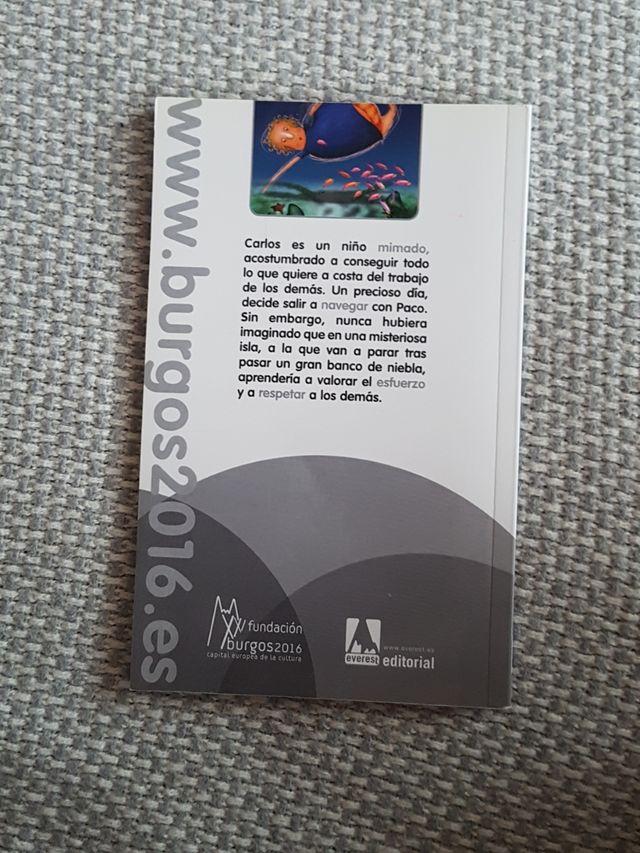 www.burgos2016.es
Carlos es un niño mimado,
acostumbrado a conseguir todo
lo que quiere a costa del trabajo
de los demás. Un precioso día,
decide salir a navegar con Paco.
Sin embargo, nunca hubiera
imaginado que en una misteriosa
isla, a la que van a parar tras
pasar un gran banco de niebla,
aprendería a valorar el esfuerzo
y a respetar a los demás.
fundación
burgos2016
capital europea de la cultura
www.everest.es
everest editorial